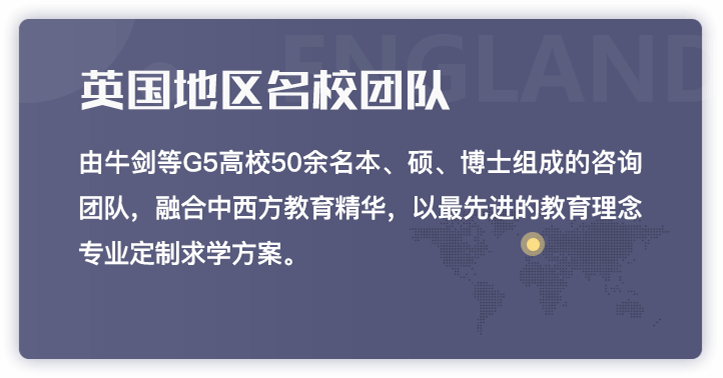 ENGLAND
英国地区名校团队
由牛剑等G5高校50余名本、硕、博士组成的咨询
团队，融合中西方教育精华，以最先进的教育理念
专业定制求学方案。